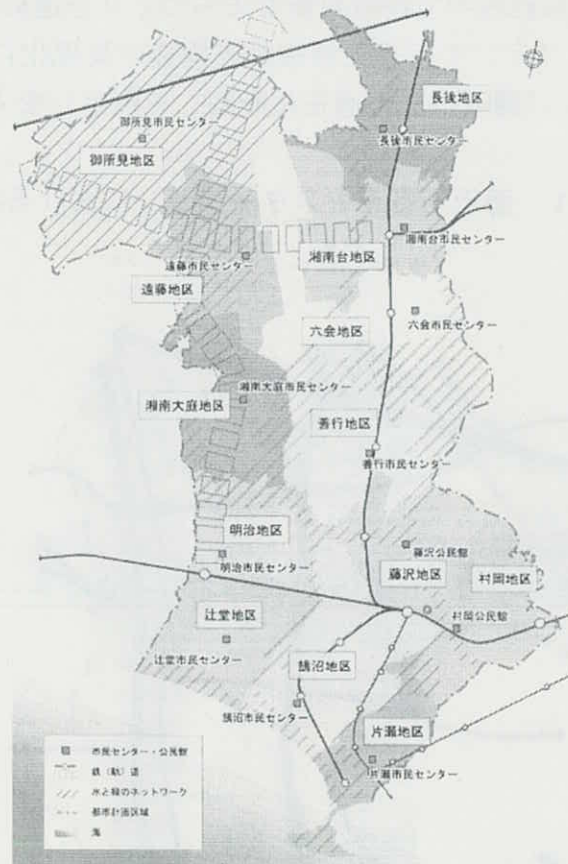 長後地区
御所見市民センター
長後市民センター
御所見地区
湘南台市民センター
遠藤市民センター
湘南台地区
遠藤地区
六会地区
六会市民センター
湘南大庭市民センター
湘南大庭地区
善行地区
善行市民センター
明治地区
藤沢公民館
明治市民センター
藤沢地区
村岡地区
辻堂地区
村岡公民館
辻堂市民センター
鵠沼地区
鵠沼市民センター
片瀬地区
片瀬市民センター
市民センター・公民館
鉄（軌）道
水と緑のネットワーク
都市計画区域
海